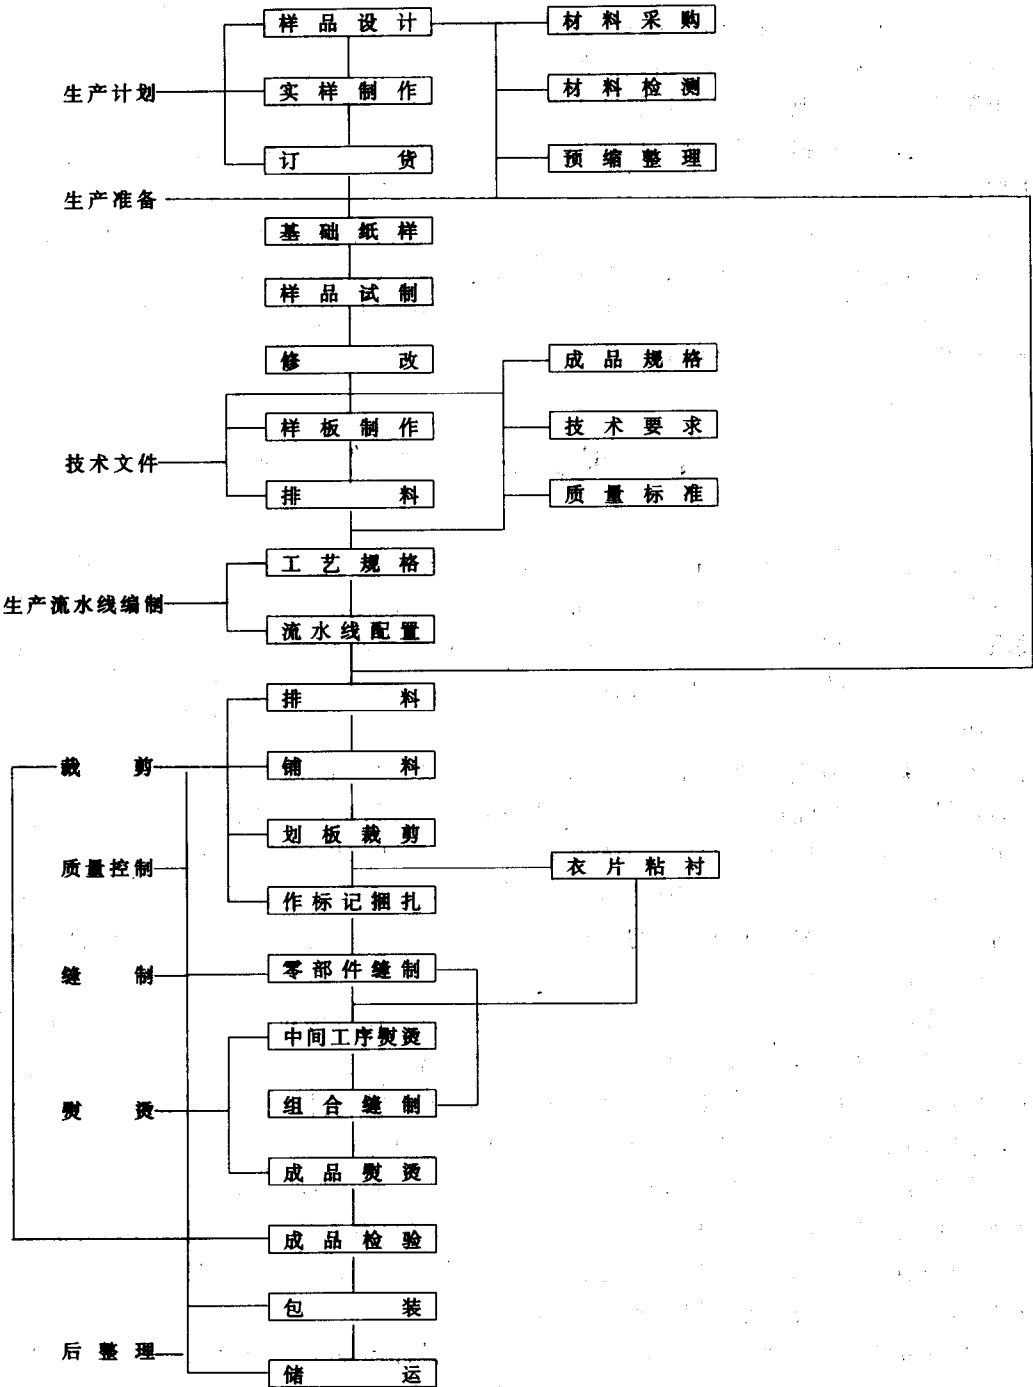 样品设计 材料采购
生产计划 实样制作 材料检测
订货 预缩整理
生产准备
基础纸样
样品试制
修改 成品规格
样板制作 技术要求
技术文件
排料 质量标准
工艺规格
生产流水线编制
流水线配置
排料
裁剪 铺料
划板裁剪
质量控制 衣片粘衬
作标记捆扎
缝制 零部件缝制
中间工序熨烫
熨烫 组合缝制
成品熨烫
成品检验
包装
后整理
储运